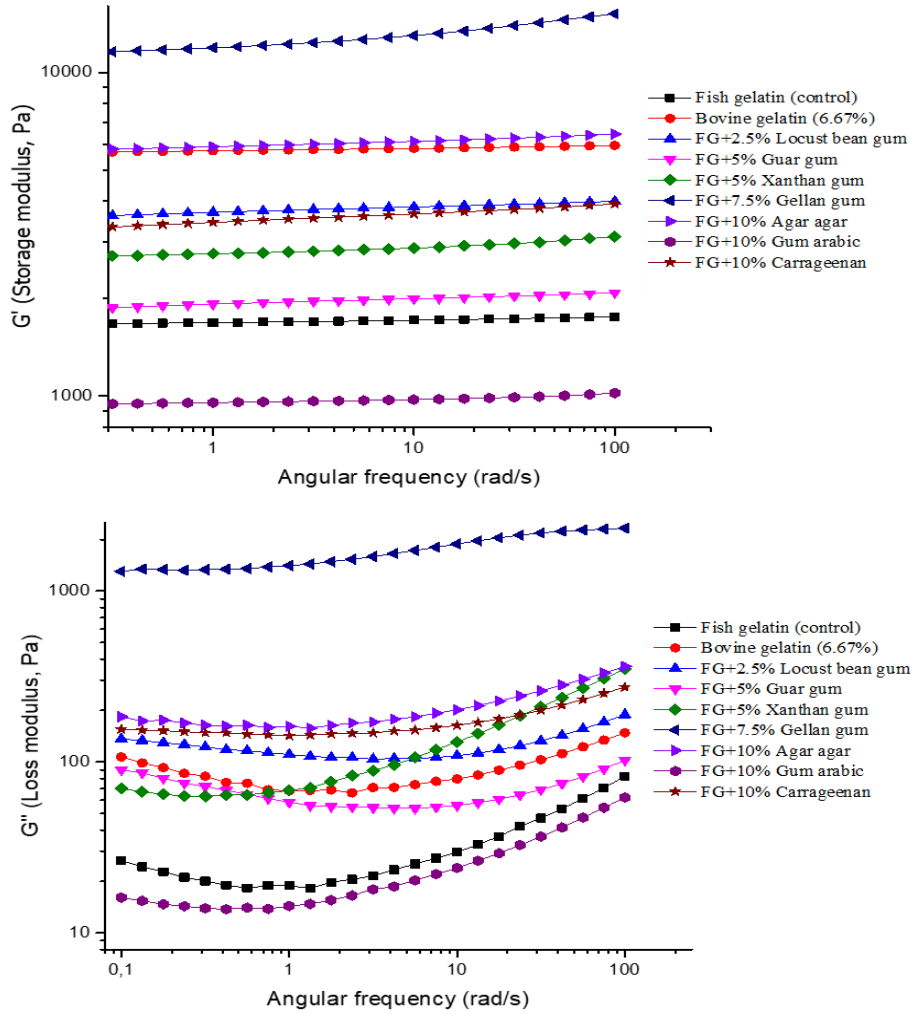 10000
1000
G' (Storage modulus, Pa)
1
10
100
Angular frequency (rad/s)
Fish gelatin (control)
Bovine gelatin (6.67%)
FG+2.5% Locust bean gum
FG+5% Guar gum
FG+5% Xanthan gum
FG+7.5% Gellan gum
FG+10% Agar agar
FG+10% Gum arabic
FG+10% Carrageenan
1000
100
10
G'' (Loss modulus, Pa)
0,1
1
10
100
Angular frequency (rad/s)
Fish gelatin (control)
Bovine gelatin (6.67%)
FG+2.5% Locust bean gum
FG+5% Guar gum
FG+5% Xanthan gum
FG+7.5% Gellan gum
FG+10% Agar agar
FG+10% Gum arabic
FG+10% Carrageenan